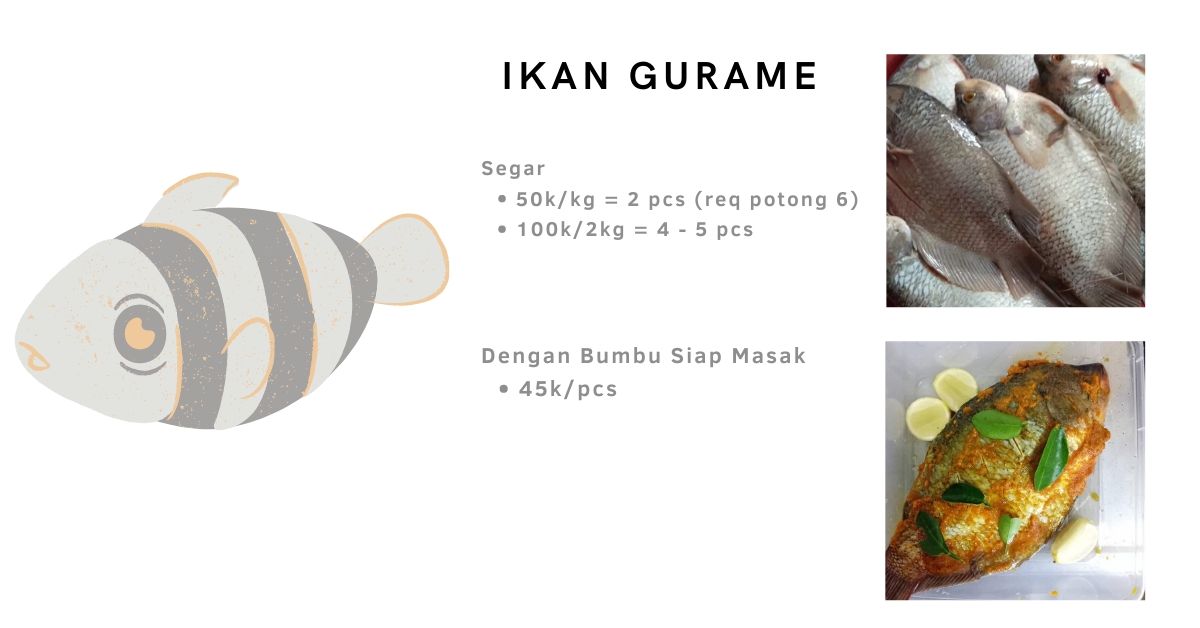 IKAN GURAME
Segar
• 50k/kg = 2 pcs (req potong 6)
• 100k/2kg = 4 - 5 pcs
Dengan Bumbu Siap Masak
• 45k/pcs